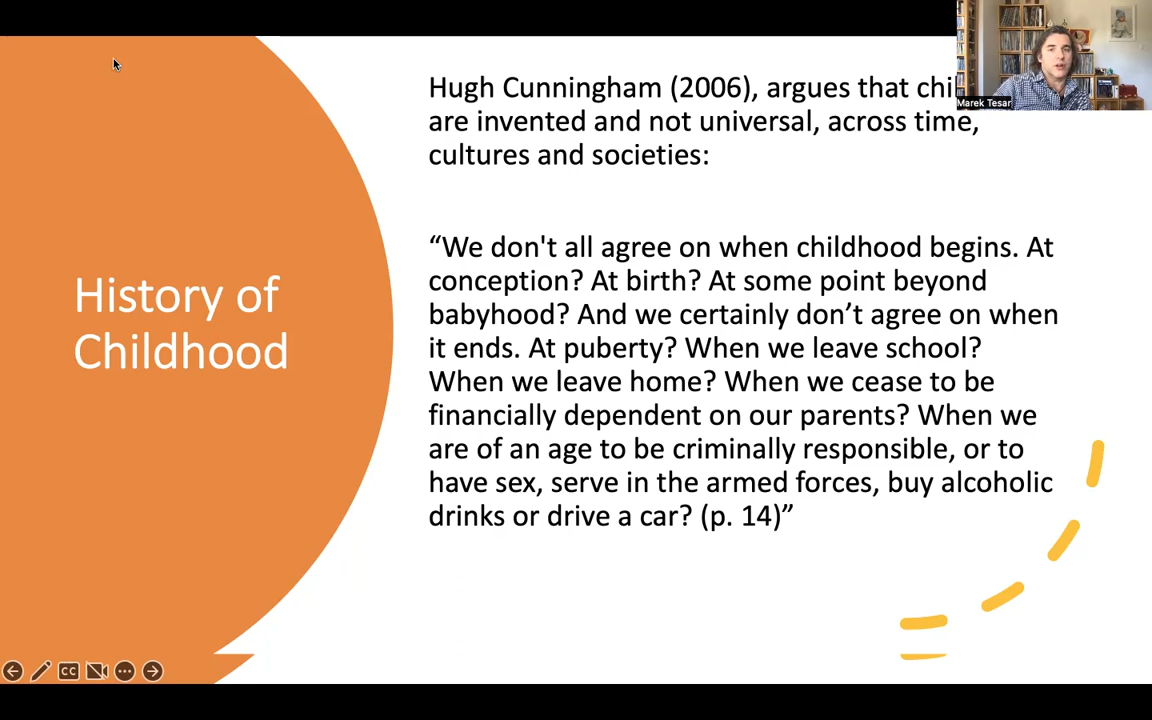 History of
Childhood
Hugh Cunningham (2006), argues that
are invented and not universal, across time,
cultures and societies:
“We don't all agree on when childhood begins. At
conception? At birth? At some point beyond
babyhood? And we certainly don’t agree on when
it ends. At puberty? When we leave school?
When we leave home? When we cease to be
financially dependent on our parents? When we
are of an age to be criminally responsible, or to
have sex, serve in the armed forces, buy alcoholic
drinks or drive a car? (p. 14)”
Marek Tesar
CC